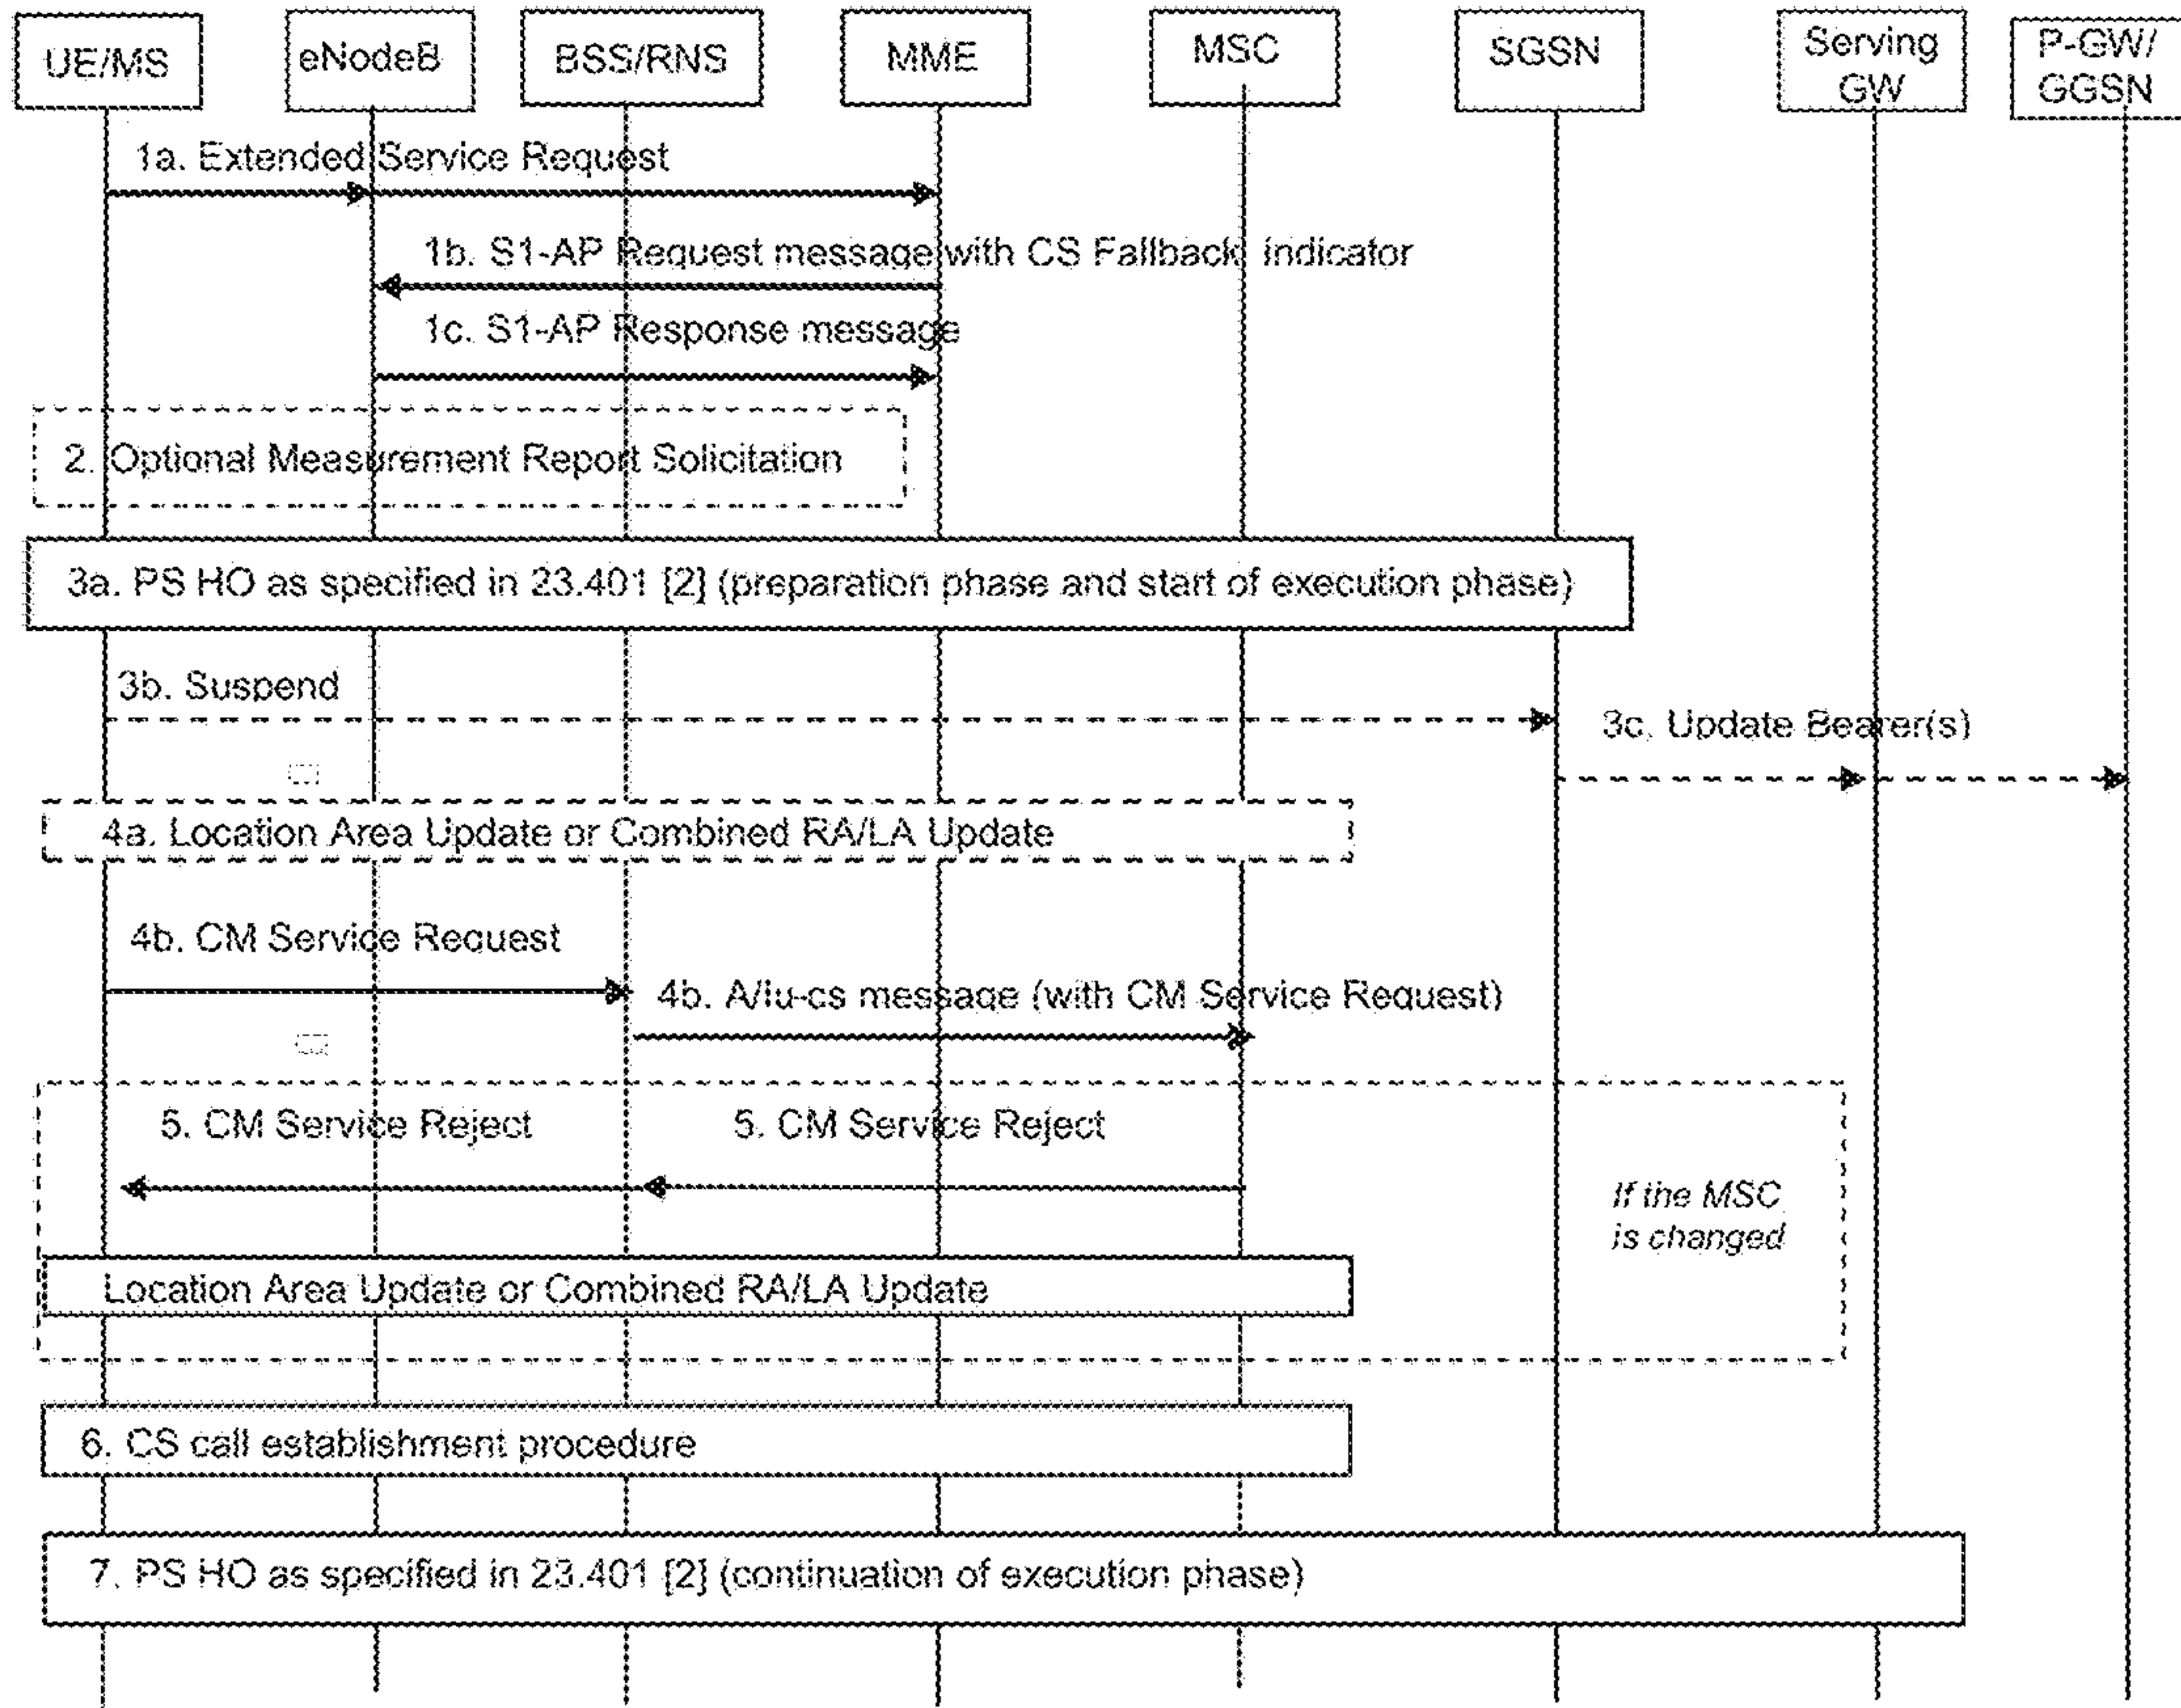 UE/MS
eNodeB
BSS/RNS
MME
MSC
SGSN
Serving
GW
P-GW/
GGSN
1a. Extended Service Request
1b. S1-AP Request message with CS Fallback indicator
1c. S1-AP Response message
2. Optional Measurement Report Solicitation
3a. PS HO as specified in 23.401 [2] (preparation phase and start of execution phase)
3b. Suspend
3c. Update Bearer(s)
4a. Location Area Update or Combined RA/LA Update
4b. CM Service Request
4b. A/Iu-cs message (with CM Service Request)
5. CM Service Reject
5. CM Service Reject
If the MSC
is changed
Location Area Update or Combined RA/LA Update
6. CS call establishment procedure
7. PS HO as specified in 23.401 [2] (continuation of execution phase)